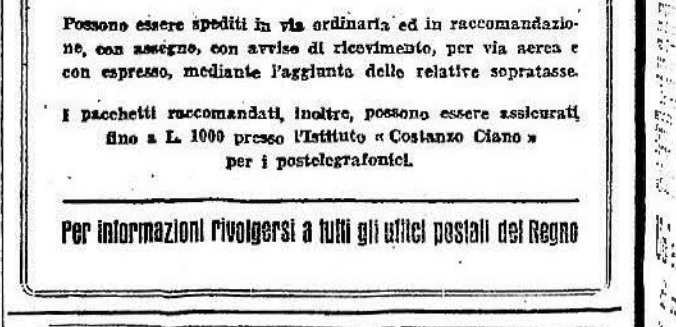 Possono essere spediti in via ordinaria ed in raccomandazio-
ne, con assegno, con avviso di ricevimento, per via aerea e
con espresso, mediante l'aggiunta delle relative sopratasse.
I pacchetti raccomandati, inoltre, possono essere assicurati,
fino a L. 1000 presso l'Istituto « Costanzo Ciano »
per i postelegrafonici.
Per informazioni rivolgersi a tutti gli uffici postali del Regno